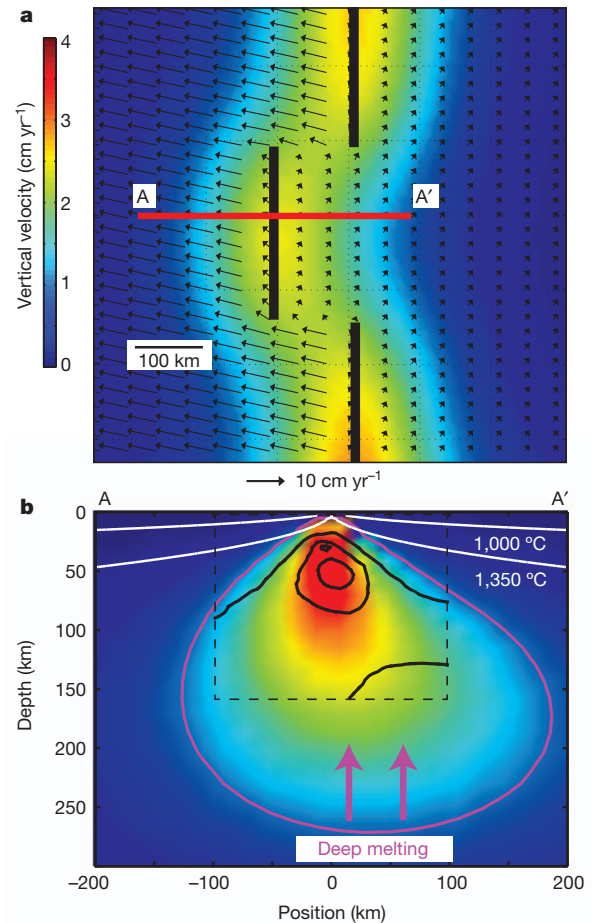 a
4
3
2
1
0
Vertical velocity (cm yr⁻¹)
A
A′
100 km
10 cm yr⁻¹
b
A
A′
0
50
100
150
200
250
Depth (km)
1,000 °C
1,350 °C
Deep melting
−200
−100
0
100
200
Position (km)